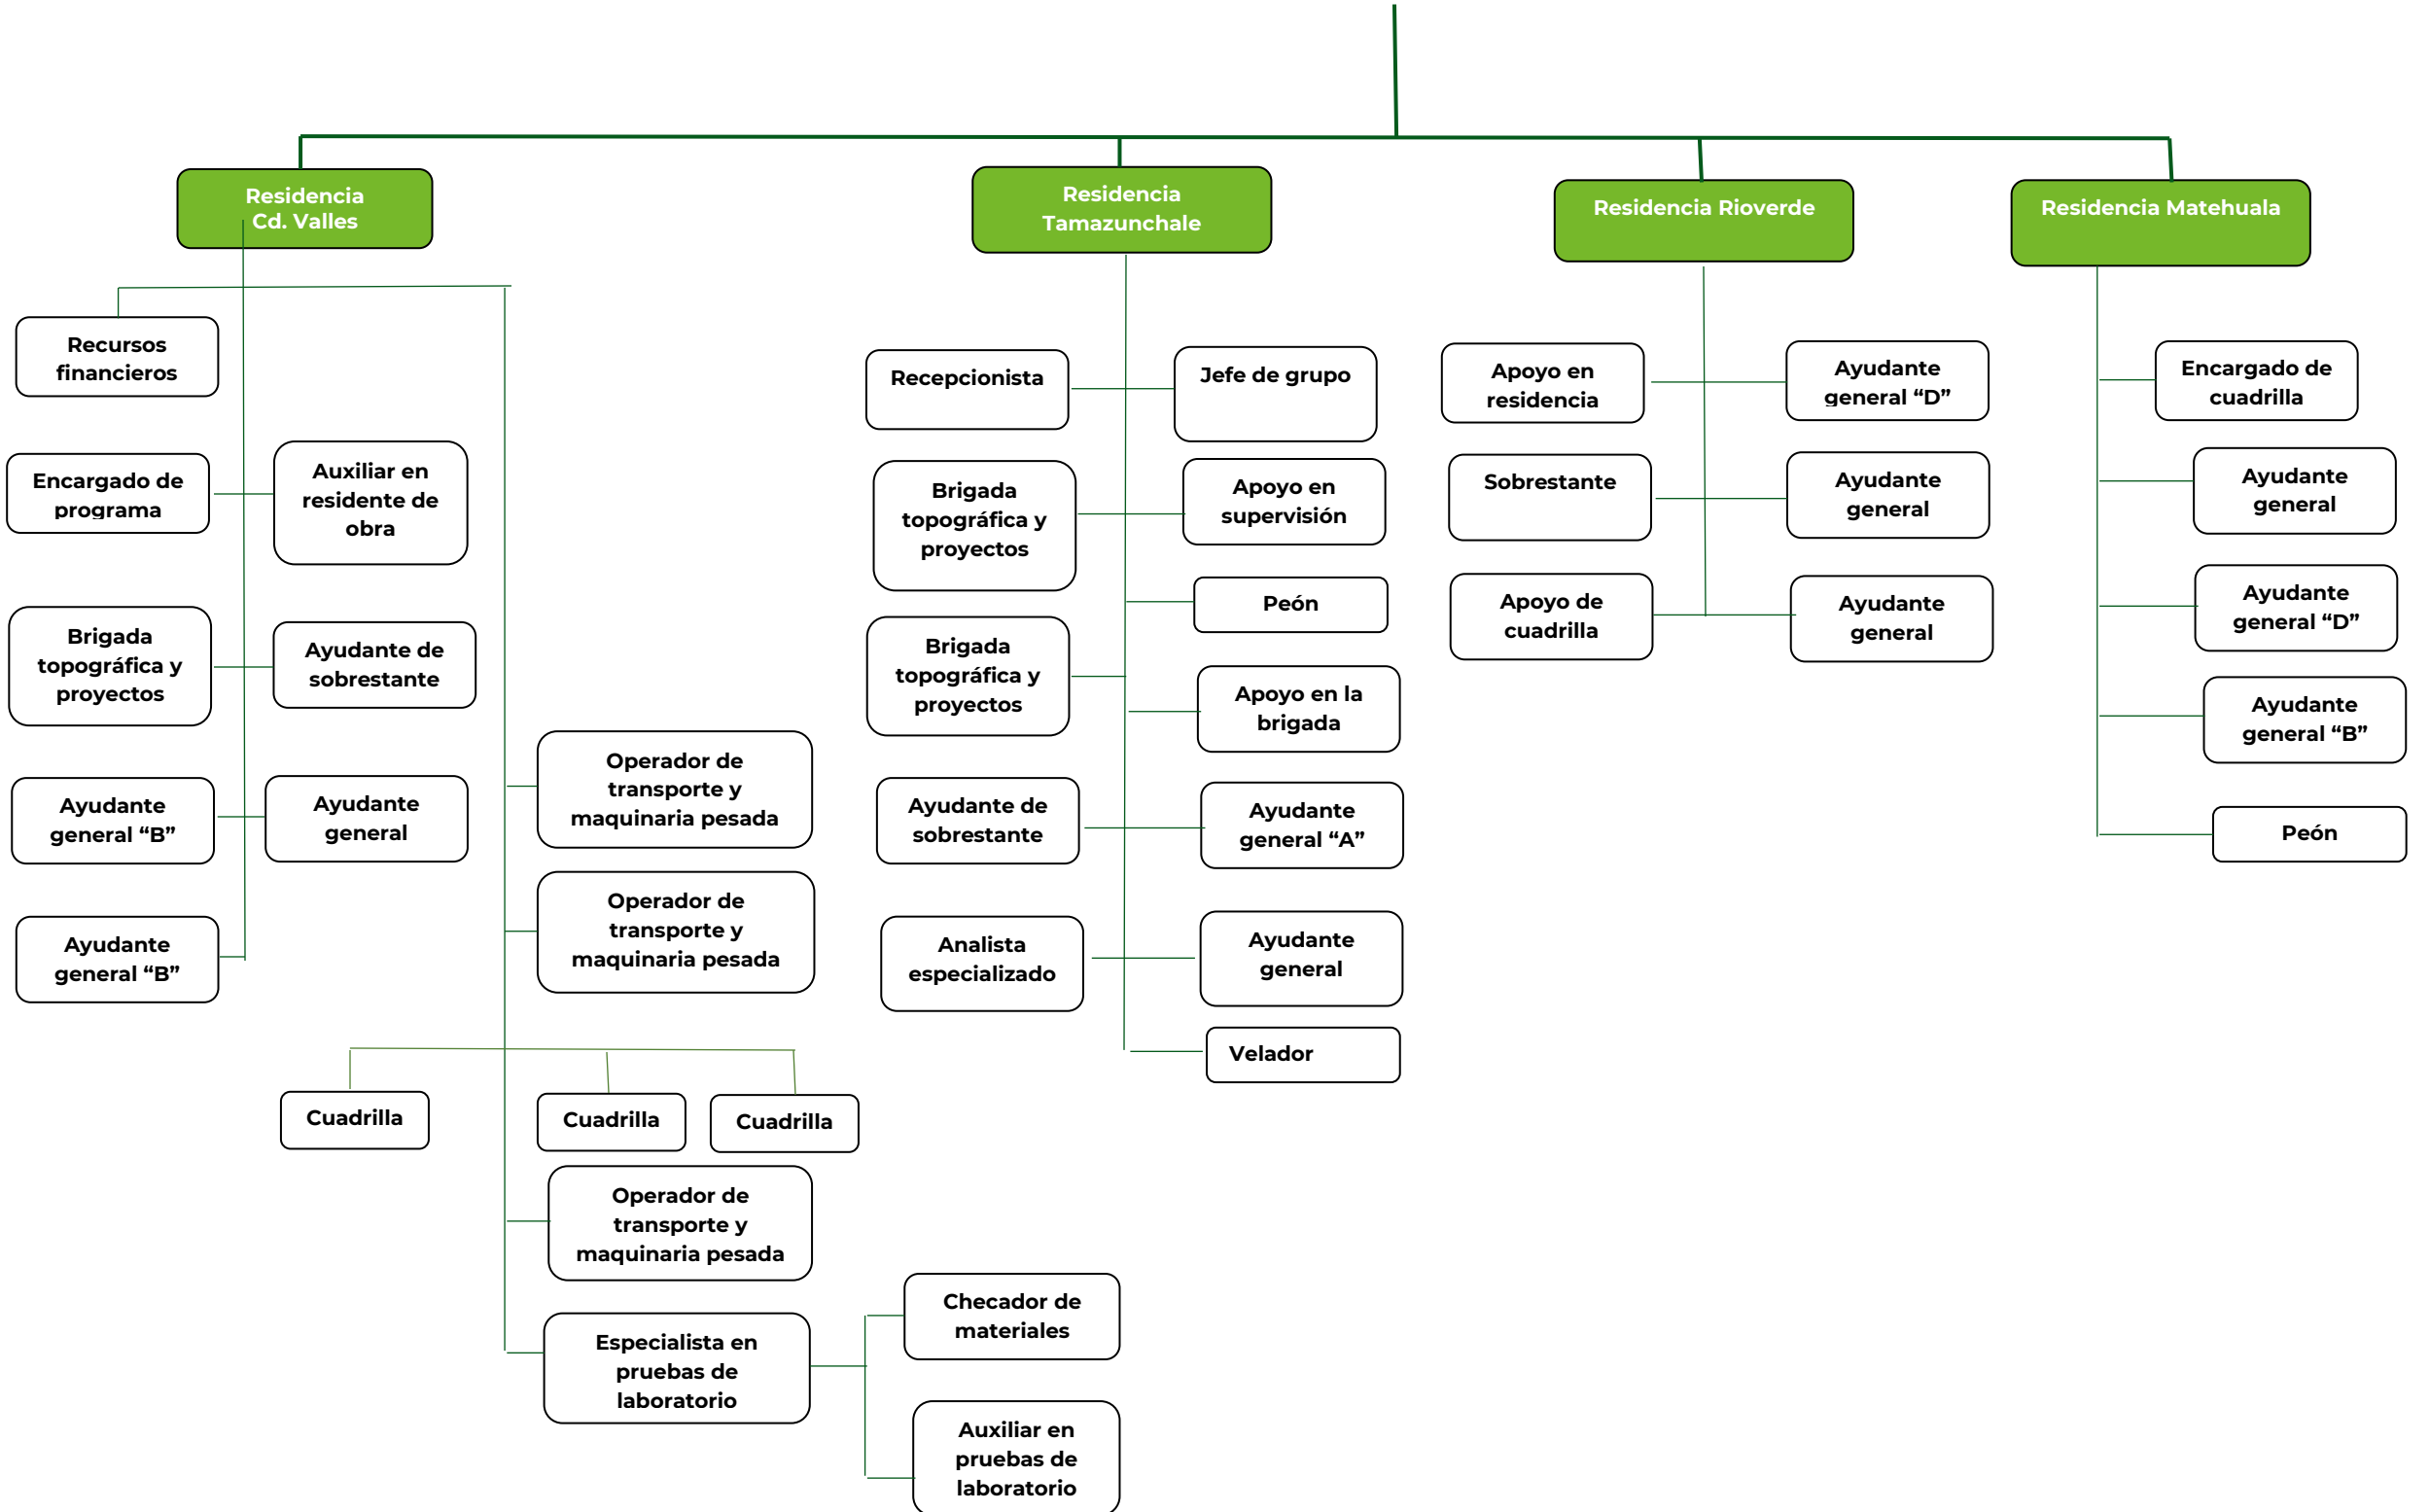 Residencia
Cd. Valles
Residencia
Tamazunchale
Residencia Rioverde
Residencia Matehuala
Recursos
financieros
Encargado de
programa
Auxiliar en
residente de
obra
Brigada
topográfica y
proyectos
Ayudante de
sobrestante
Ayudante
general “B”
Ayudante
general
Ayudante
general “B”
Operador de
transporte y
maquinaria pesada
Operador de
transporte y
maquinaria pesada
Cuadrilla
Cuadrilla
Cuadrilla
Operador de
transporte y
maquinaria pesada
Especialista en
pruebas de
laboratorio
Checador de
materiales
Auxiliar en
pruebas de
laboratorio
Recepcionista
Jefe de grupo
Brigada
topográfica y
proyectos
Apoyo en
supervisión
Peón
Brigada
topográfica y
proyectos
Apoyo en la
brigada
Ayudante de
sobrestante
Ayudante
general “A”
Analista
especializado
Ayudante
general
Velador
Apoyo en
residencia
Ayudante
general “D”
Sobrestante
Ayudante
general
Apoyo de
cuadrilla
Ayudante
general
Encargado de
cuadrilla
Ayudante
general
Ayudante
general “D”
Ayudante
general “B”
Peón